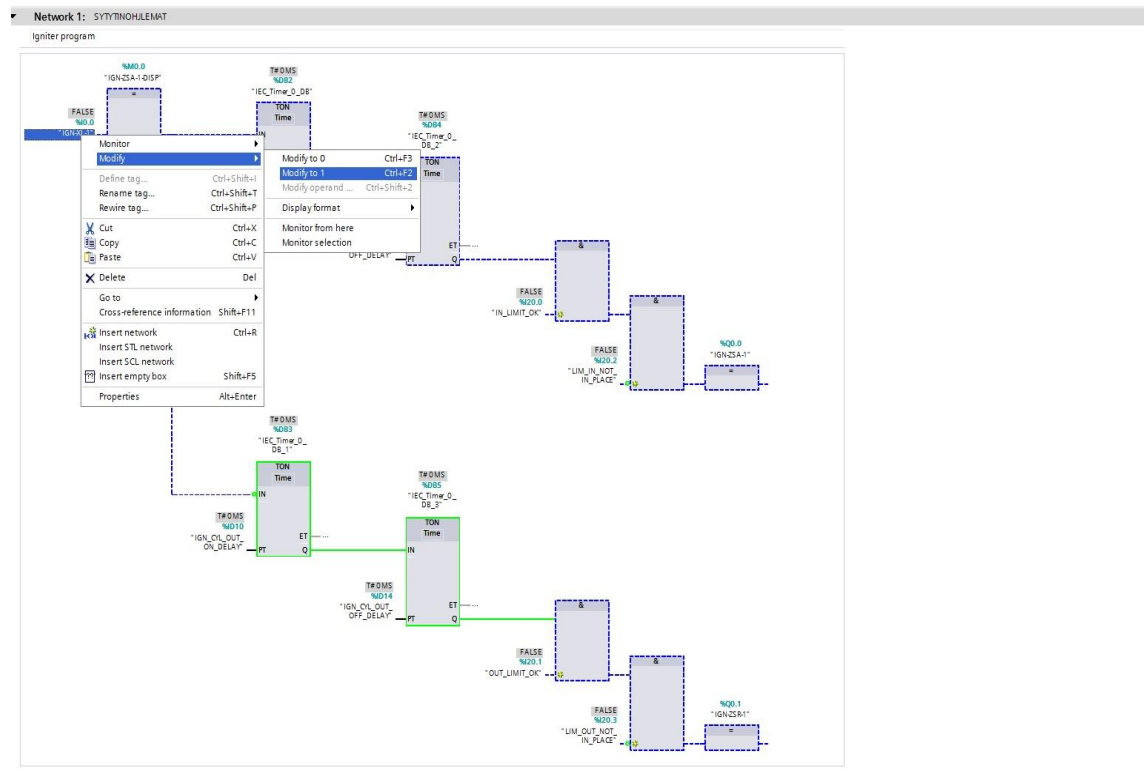 Network 1: SYTYTINOHJLEMAT
Igniter program
%M0.0
"IGN-ZSA-1-DISP"
=
FALSE
%I0.0
"IGN-XL-1"
T#0MS
%DB2
"IEC_Timer_0_DB"
TON
Time
IN
T#0MS
%DB4
"IEC_Timer_0_
DB_2"
TON
Time
Monitor
Modify
Define tag... Ctrl+Shift+I
Rename tag... Ctrl+Shift+T
Rewire tag... Ctrl+Shift+P
Cut Ctrl+X
Copy Ctrl+C
Paste Ctrl+V
Delete Del
Go to
Cross-reference information Shift+F11
Insert network Ctrl+R
Insert STL network
Insert SCL network
Insert empty box Shift+F5
Properties Alt+Enter
Modify to 0 Ctrl+F3
Modify to 1 Ctrl+F2
Modify operand ... Ctrl+Shift+2
Display format
Monitor from here
Monitor selection
OFF_DELAY"
PT
ET ...
Q
&
FALSE
%I20.0
"IN_LIMIT_OK"
&
FALSE
%I20.2
"LIM_IN_NOT_
IN_PLACE"
%Q0.0
"IGN-ZSA-1"
=
T#0MS
%DB3
"IEC_Timer_0_
DB_1"
TON
Time
IN
T#0MS
%ID10
"IGN_CYL_OUT_
ON_DELAY"
PT
ET ...
Q
T#0MS
%DB5
"IEC_Timer_0_
DB_3"
TON
Time
IN
T#0MS
%ID14
"IGN_CYL_OUT_
OFF_DELAY"
PT
ET ...
Q
&
FALSE
%I20.1
"OUT_LIMIT_OK"
&
FALSE
%I20.3
"LIM_OUT_NOT_
IN_PLACE"
%Q0.1
"IGN-ZSR-1"
=